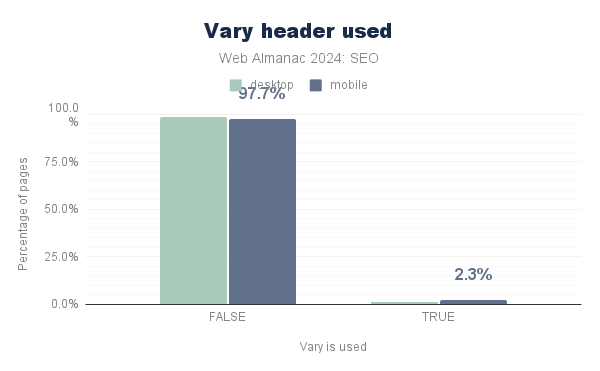 Vary header used
Web Almanac 2024: SEO
desktop mobile
97.7%
100.0
%
75.0%
50.0%
25.0%
0.0%
2.3%
FALSE TRUE
Vary is used
Percentage of pages